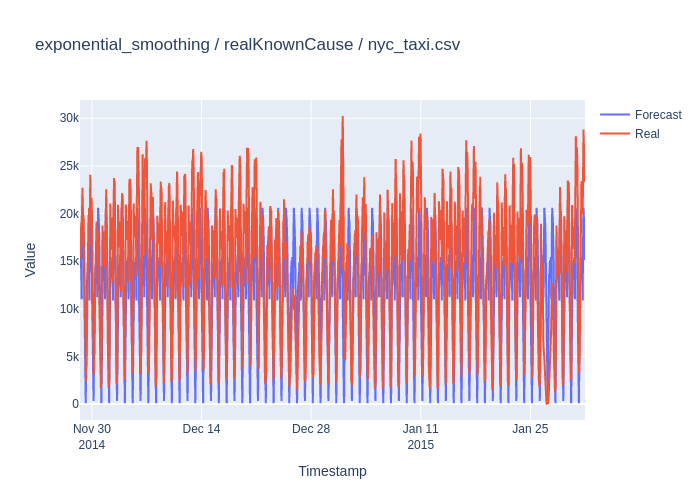 exponential_smoothing / realKnownCause / nyc_taxi.csv
30k
25k
20k
15k
10k
5k
0
Value
Nov 30
2014
Dec 14
Dec 28
Jan 11
2015
Jan 25
Timestamp
Forecast
Real